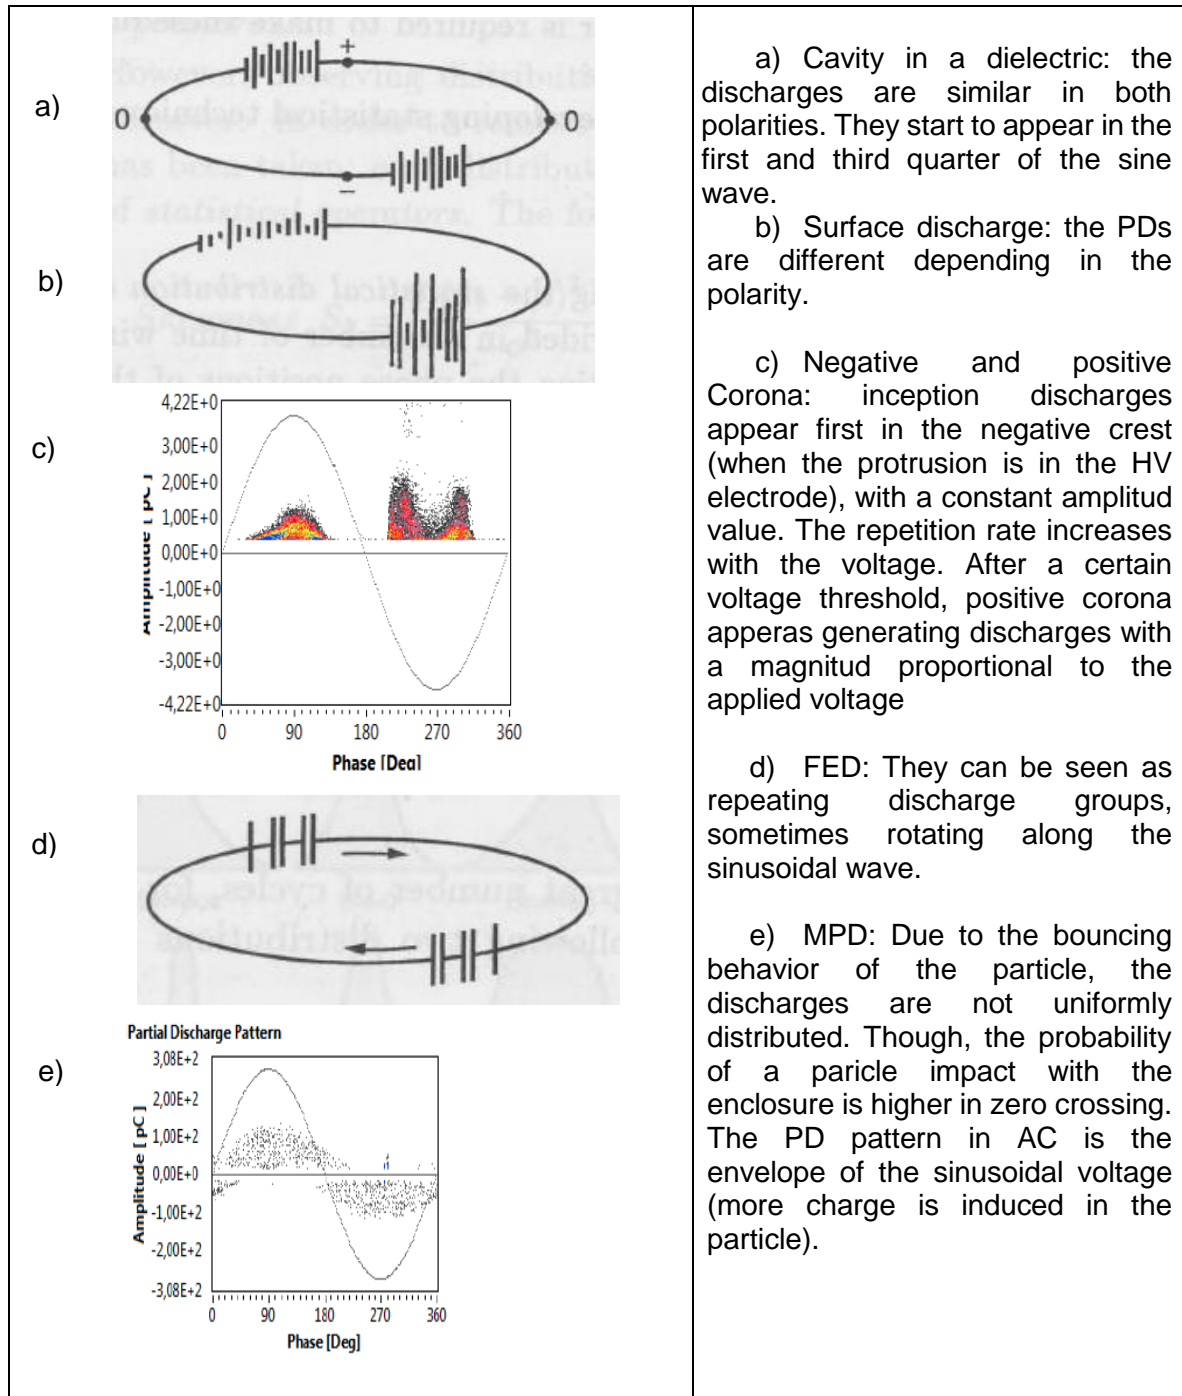 a)
+
0
0
−
b)
c)
4,22E+0
3,00E+0
2,00E+0
1,00E+0
0,00E+0
-1,00E+0
-2,00E+0
-3,00E+0
-4,22E+0
Amplitude [ pC ]
0 90 180 270 360
Phase [Deg]
d)
e)
Partial Discharge Pattern
3,08E+2
2,00E+2
1,00E+2
0,00E+0
-1,00E+2
-2,00E+2
-3,08E+2
Amplitude [ pC ]
0 90 180 270 360
Phase [Deg]
a) Cavity in a dielectric: the
discharges are similar in both
polarities. They start to appear in the
first and third quarter of the sine
wave.
b) Surface discharge: the PDs
are different depending in the
polarity.
c) Negative and positive
Corona: inception discharges
appear first in the negative crest
(when the protrusion is in the HV
electrode), with a constant amplitud
value. The repetition rate increases
with the voltage. After a certain
voltage threshold, positive corona
apperas generating discharges with
a magnitud proportional to the
applied voltage
d) FED: They can be seen as
repeating discharge groups,
sometimes rotating along the
sinusoidal wave.
e) MPD: Due to the bouncing
behavior of the particle, the
discharges are not uniformly
distributed. Though, the probability
of a paricle impact with the
enclosure is higher in zero crossing.
The PD pattern in AC is the
envelope of the sinusoidal voltage
(more charge is induced in the
particle).